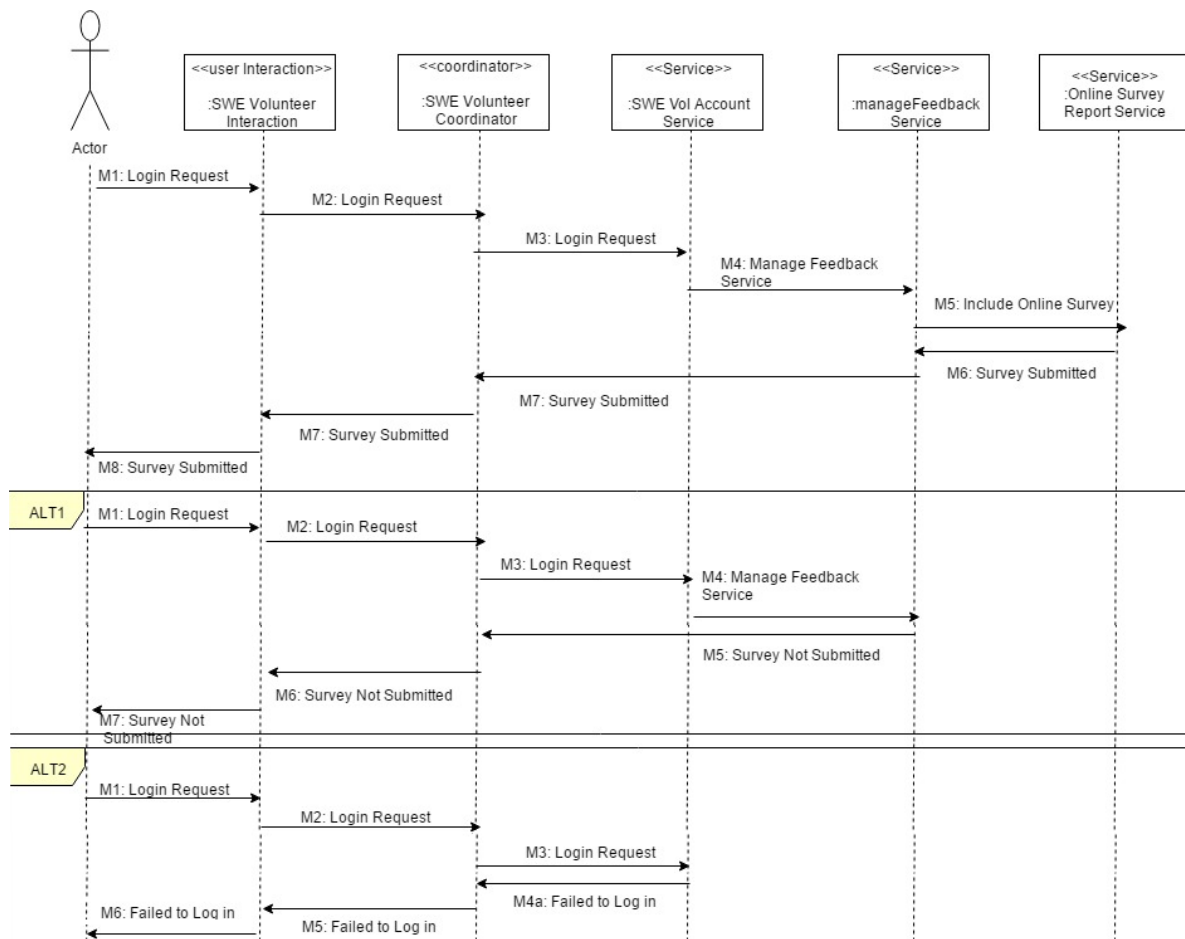 <<user Interaction>>
:SWE Volunteer
Interaction
<<coordinator>>
:SWE Volunteer
Coordinator
<<Service>>
:SWE Vol Account
Service
<<Service>>
:manageFeedback
Service
<<Service>>
:Online Survey
Report Service
Actor
M1: Login Request
M2: Login Request
M3: Login Request
M4: Manage Feedback
Service
M5: Include Online Survey
M6: Survey Submitted
M7: Survey Submitted
M7: Survey Submitted
M8: Survey Submitted
ALT1
M1: Login Request
M2: Login Request
M3: Login Request
M4: Manage Feedback
Service
M5: Survey Not Submitted
M6: Survey Not Submitted
M7: Survey Not
Submitted
ALT2
M1: Login Request
M2: Login Request
M3: Login Request
M4a: Failed to Log in
M5: Failed to Log in
M6: Failed to Log in